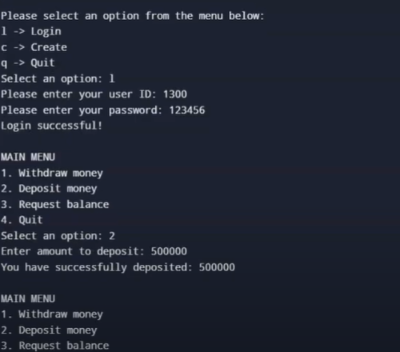 Please select an option from the menu below:
l -> Login
c -> Create
q -> Quit
Select an option: l
Please enter your user ID: 1300
Please enter your password: 123456
Login successful!
MAIN MENU
1. Withdraw money
2. Deposit money
3. Request balance
4. Quit
Select an option: 2
Enter amount to deposit: 500000
You have successfully deposited: 500000
MAIN MENU
1. Withdraw money
2. Deposit money
3. Request balance